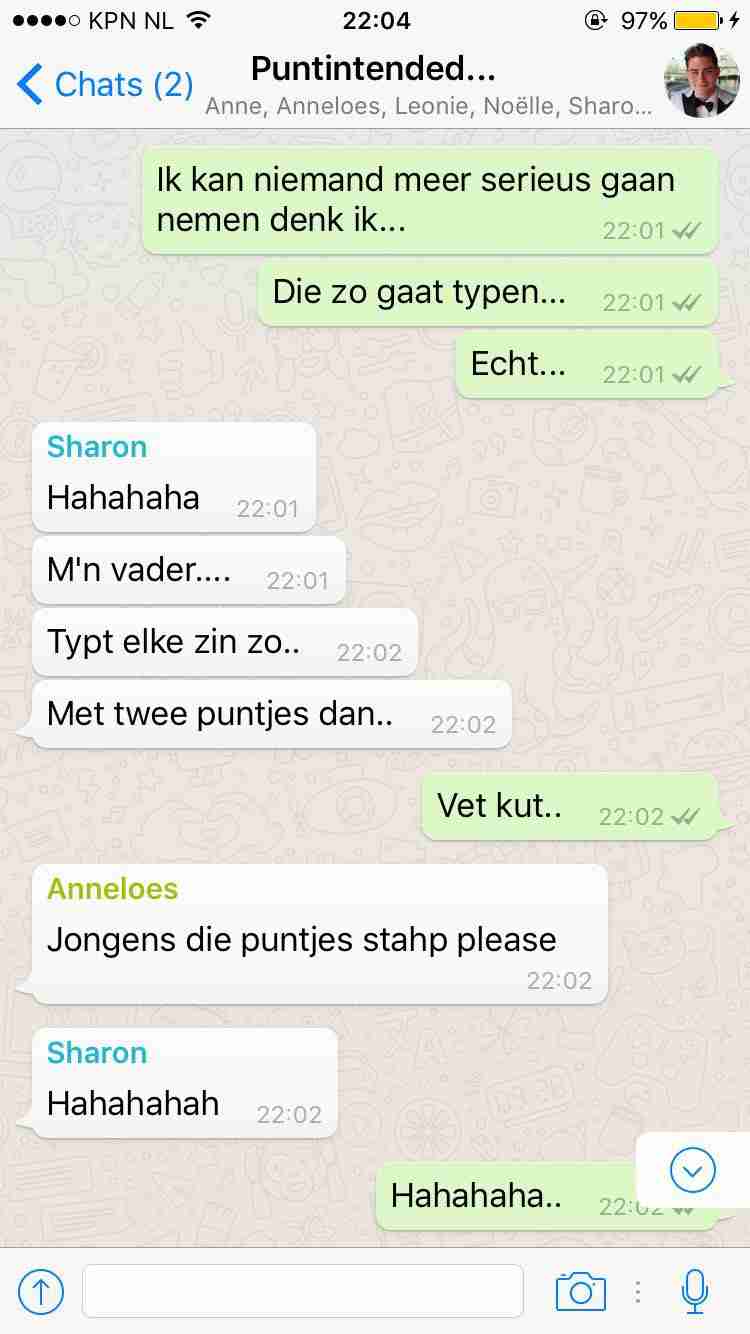 KPN NL 22:04 97%
Chats (2) Puntintended...
Anne, Anneloes, Leonie, Noëlle, Sharo...
Ik kan niemand meer serieus gaan
nemen denk ik... 22:01
Die zo gaat typen... 22:01
Echt... 22:01
Sharon
Hahahaha 22:01
M'n vader.... 22:01
Typt elke zin zo.. 22:02
Met twee puntjes dan.. 22:02
Vet kut.. 22:02
Anneloes
Jongens die puntjes stahp please
22:02
Sharon
Hahahahah 22:02
Hahahaha.. 22:02